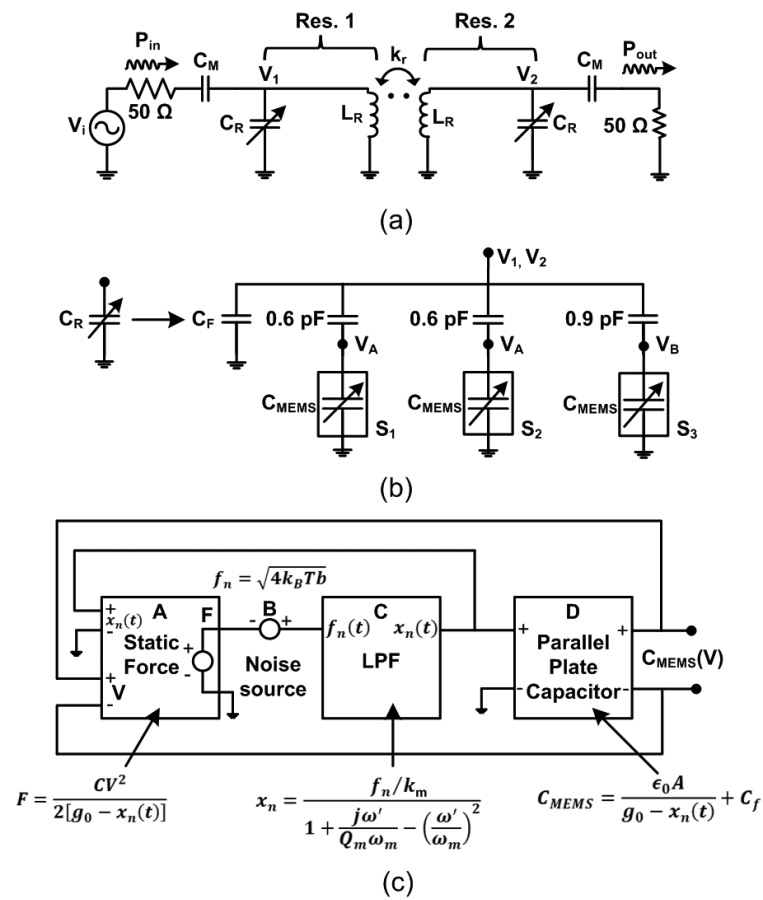 Res. 1 Res. 2
P_in C_M k_r C_M P_out
V_1 V_2
50 Ω 50 Ω
V_i C_R L_R L_R C_R
(a)
V_1, V_2
C_R C_F 0.6 pF 0.6 pF 0.9 pF
V_A V_A V_B
C_MEMS C_MEMS C_MEMS
S_1 S_2 S_3
(b)
f_n = √(4k_BTb)
+ A F - B + C D
x_n(t) f_n(t) x_n(t) + Parallel +
- Static + Noise LPF Plate C_MEMS(V)
+ Force - source - Capacitor -
V
-
F = CV² / 2[g_0 − x_n(t)] x_n = f_n/k_m / 1 + jω′/Q_mω_m − (ω′/ω_m)² C_MEMS = ϵ_0A / g_0 − x_n(t) + C_f
(c)